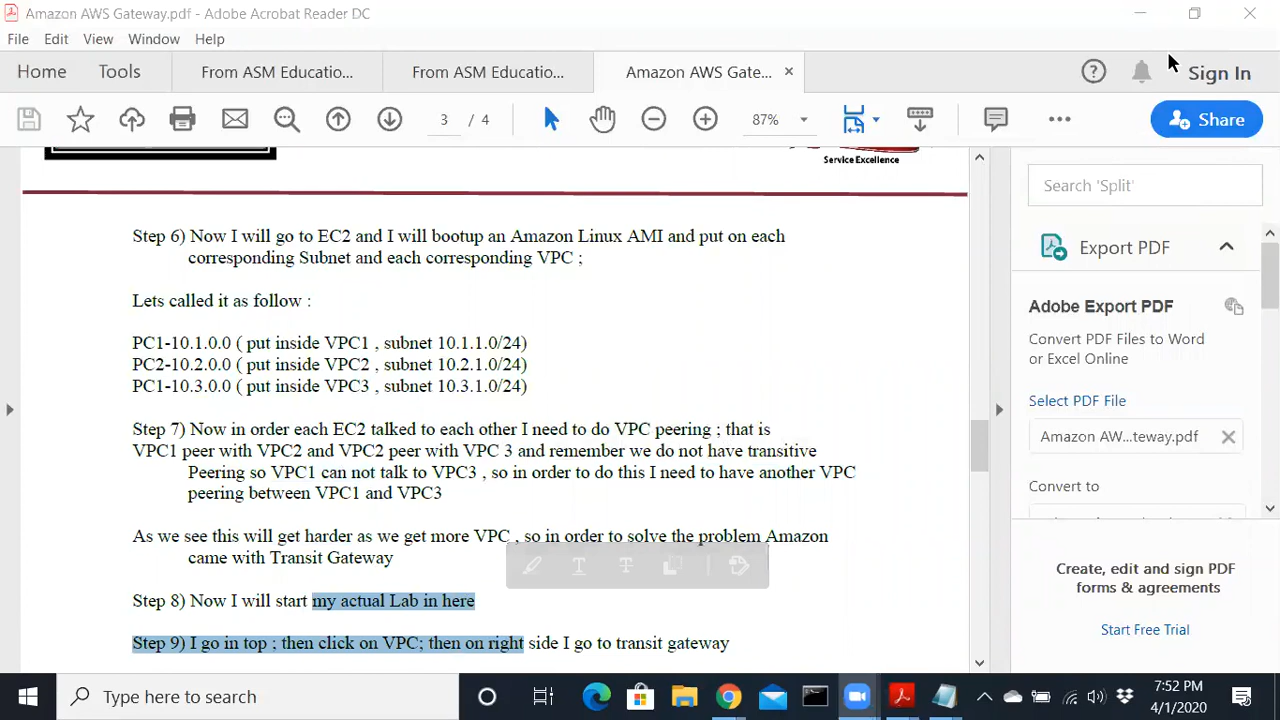 Amazon AWS Gateway.pdf - Adobe Acrobat Reader DC
File Edit View Window Help
Home Tools From ASM Educatio... From ASM Educatio... Amazon AWS Gate... × Sign In
3 / 4 87% Share
Service Excellence
Step 6) Now I will go to EC2 and I will bootup an Amazon Linux AMI and put on each
corresponding Subnet and each corresponding VPC ;
Lets called it as follow :
PC1-10.1.0.0 ( put inside VPC1 , subnet 10.1.1.0/24)
PC2-10.2.0.0 ( put inside VPC2 , subnet 10.2.1.0/24)
PC1-10.3.0.0 ( put inside VPC3 , subnet 10.3.1.0/24)
Step 7) Now in order each EC2 talked to each other I need to do VPC peering ; that is
VPC1 peer with VPC2 and VPC2 peer with VPC 3 and remember we do not have transitive
Peering so VPC1 can not talk to VPC3 , so in order to do this I need to have another VPC
peering between VPC1 and VPC3
As we see this will get harder as we get more VPC , so in order to solve the problem Amazon
came with Transit Gateway
Step 8) Now I will start my actual Lab in here
Step 9) I go in top ; then click on VPC; then on right side I go to transit gateway
Search 'Split'
Export PDF
Adobe Export PDF
Convert PDF Files to Word
or Excel Online
Select PDF File
Amazon AW...teway.pdf
Convert to
Create, edit and sign PDF
forms & agreements
Start Free Trial
Type here to search
7:52 PM
4/1/2020